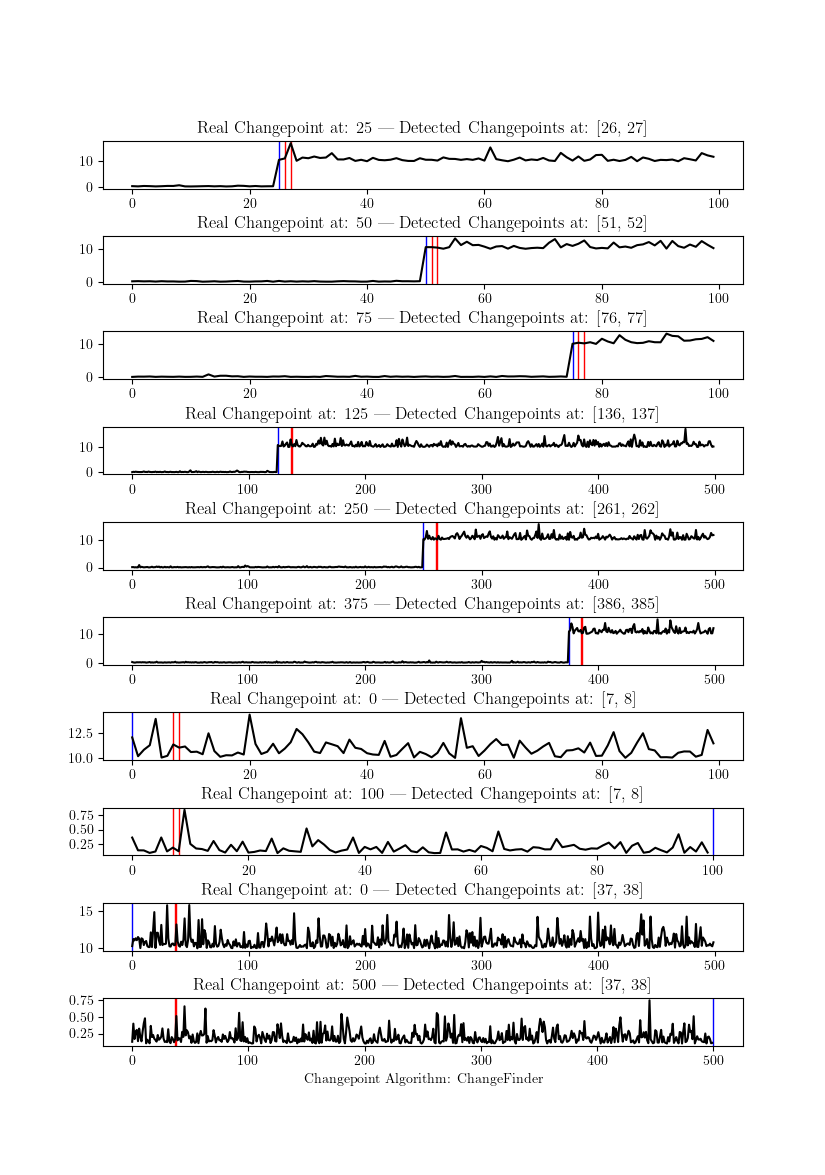 Real Changepoint at: 25 — Detected Changepoints at: [26, 27]
10
0
0 20 40 60 80 100
Real Changepoint at: 50 — Detected Changepoints at: [51, 52]
10
0
0 20 40 60 80 100
Real Changepoint at: 75 — Detected Changepoints at: [76, 77]
10
0
0 20 40 60 80 100
Real Changepoint at: 125 — Detected Changepoints at: [136, 137]
10
0
0 100 200 300 400 500
Real Changepoint at: 250 — Detected Changepoints at: [261, 262]
10
0
0 100 200 300 400 500
Real Changepoint at: 375 — Detected Changepoints at: [386, 385]
10
0
0 100 200 300 400 500
Real Changepoint at: 0 — Detected Changepoints at: [7, 8]
12.5
10.0
0 20 40 60 80 100
Real Changepoint at: 100 — Detected Changepoints at: [7, 8]
0.75
0.50
0.25
0 20 40 60 80 100
Real Changepoint at: 0 — Detected Changepoints at: [37, 38]
15
10
0 100 200 300 400 500
Real Changepoint at: 500 — Detected Changepoints at: [37, 38]
0.75
0.50
0.25
0 100 200 300 400 500
Changepoint Algorithm: ChangeFinder